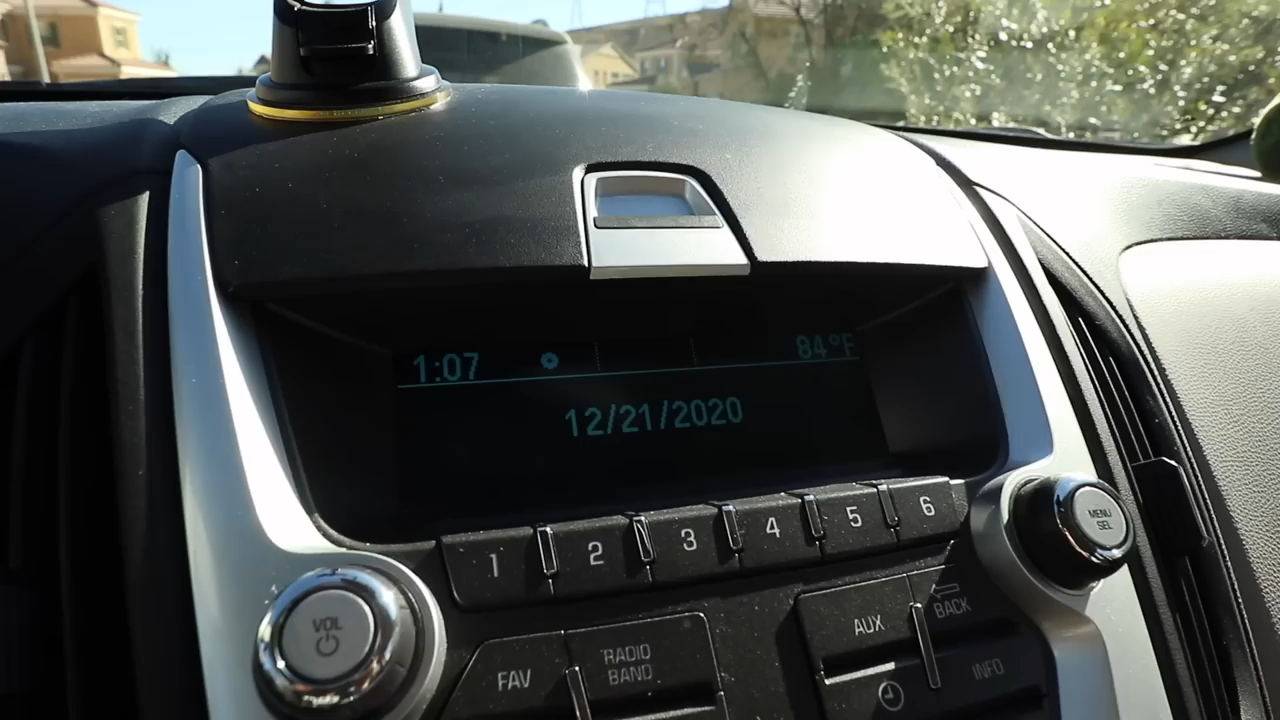 1:07 84°F
12/21/2020
1 2 3 4 5 6
MENU
SEL
VOL
FAV
RADIO
BAND
AUX
BACK
INFO